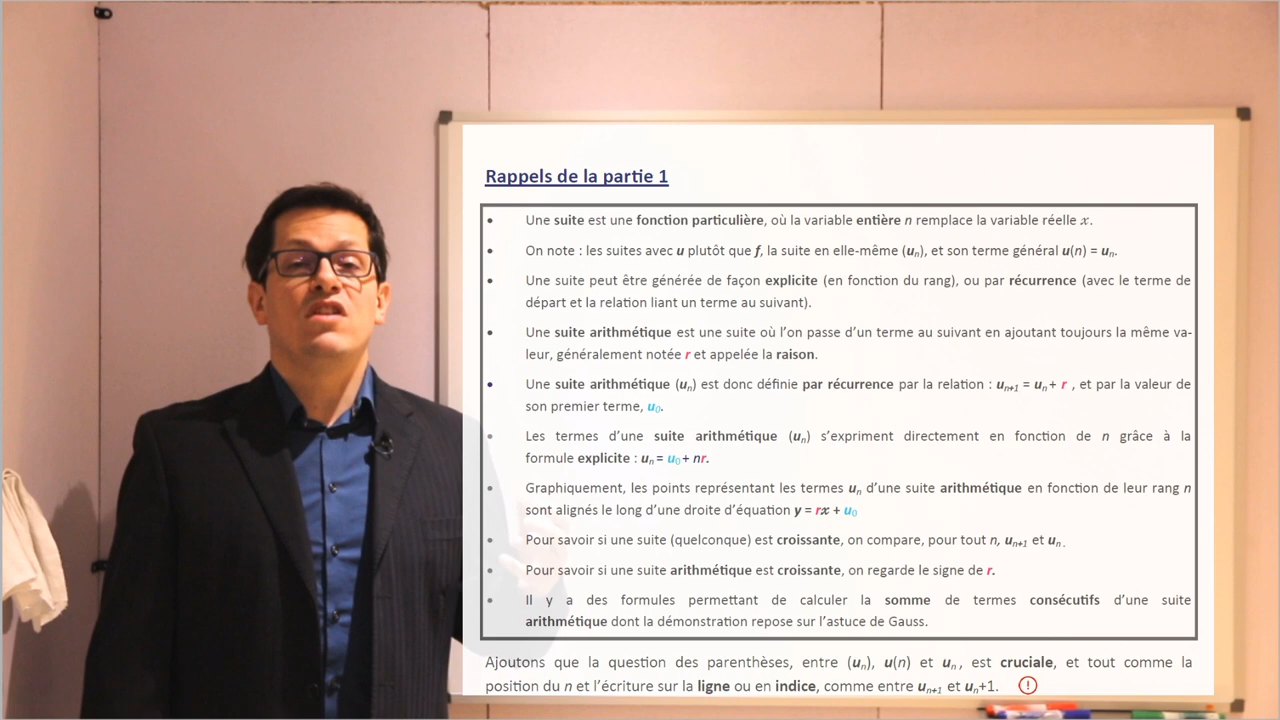 Rappels de la partie 1
• Une suite est une fonction particulière, où la variable entière n remplace la variable réelle x.
• On note : les suites avec u plutôt que f, la suite en elle-même (uₙ), et son terme général u(n) = uₙ.
• Une suite peut être générée de façon explicite (en fonction du rang), ou par récurrence (avec le terme de
départ et la relation liant un terme au suivant).
• Une suite arithmétique est une suite où l’on passe d’un terme au suivant en ajoutant toujours la même va-
leur, généralement notée r et appelée la raison.
• Une suite arithmétique (uₙ) est donc définie par récurrence par la relation : uₙ₊₁ = uₙ + r , et par la valeur de
son premier terme, u₀.
• Les termes d’une suite arithmétique (uₙ) s’expriment directement en fonction de n grâce à la
formule explicite : uₙ = u₀ + nr.
• Graphiquement, les points représentant les termes uₙ d’une suite arithmétique en fonction de leur rang n
sont alignés le long d’une droite d’équation y = rx + u₀
• Pour savoir si une suite (quelconque) est croissante, on compare, pour tout n, uₙ₊₁ et uₙ.
• Pour savoir si une suite arithmétique est croissante, on regarde le signe de r.
• Il y a des formules permettant de calculer la somme de termes consécutifs d’une suite
arithmétique dont la démonstration repose sur l’astuce de Gauss.
Ajoutons que la question des parenthèses, entre (uₙ), u(n) et uₙ, est cruciale, et tout comme la
position du n et l’écriture sur la ligne ou en indice, comme entre uₙ₊₁ et uₙ+1. !